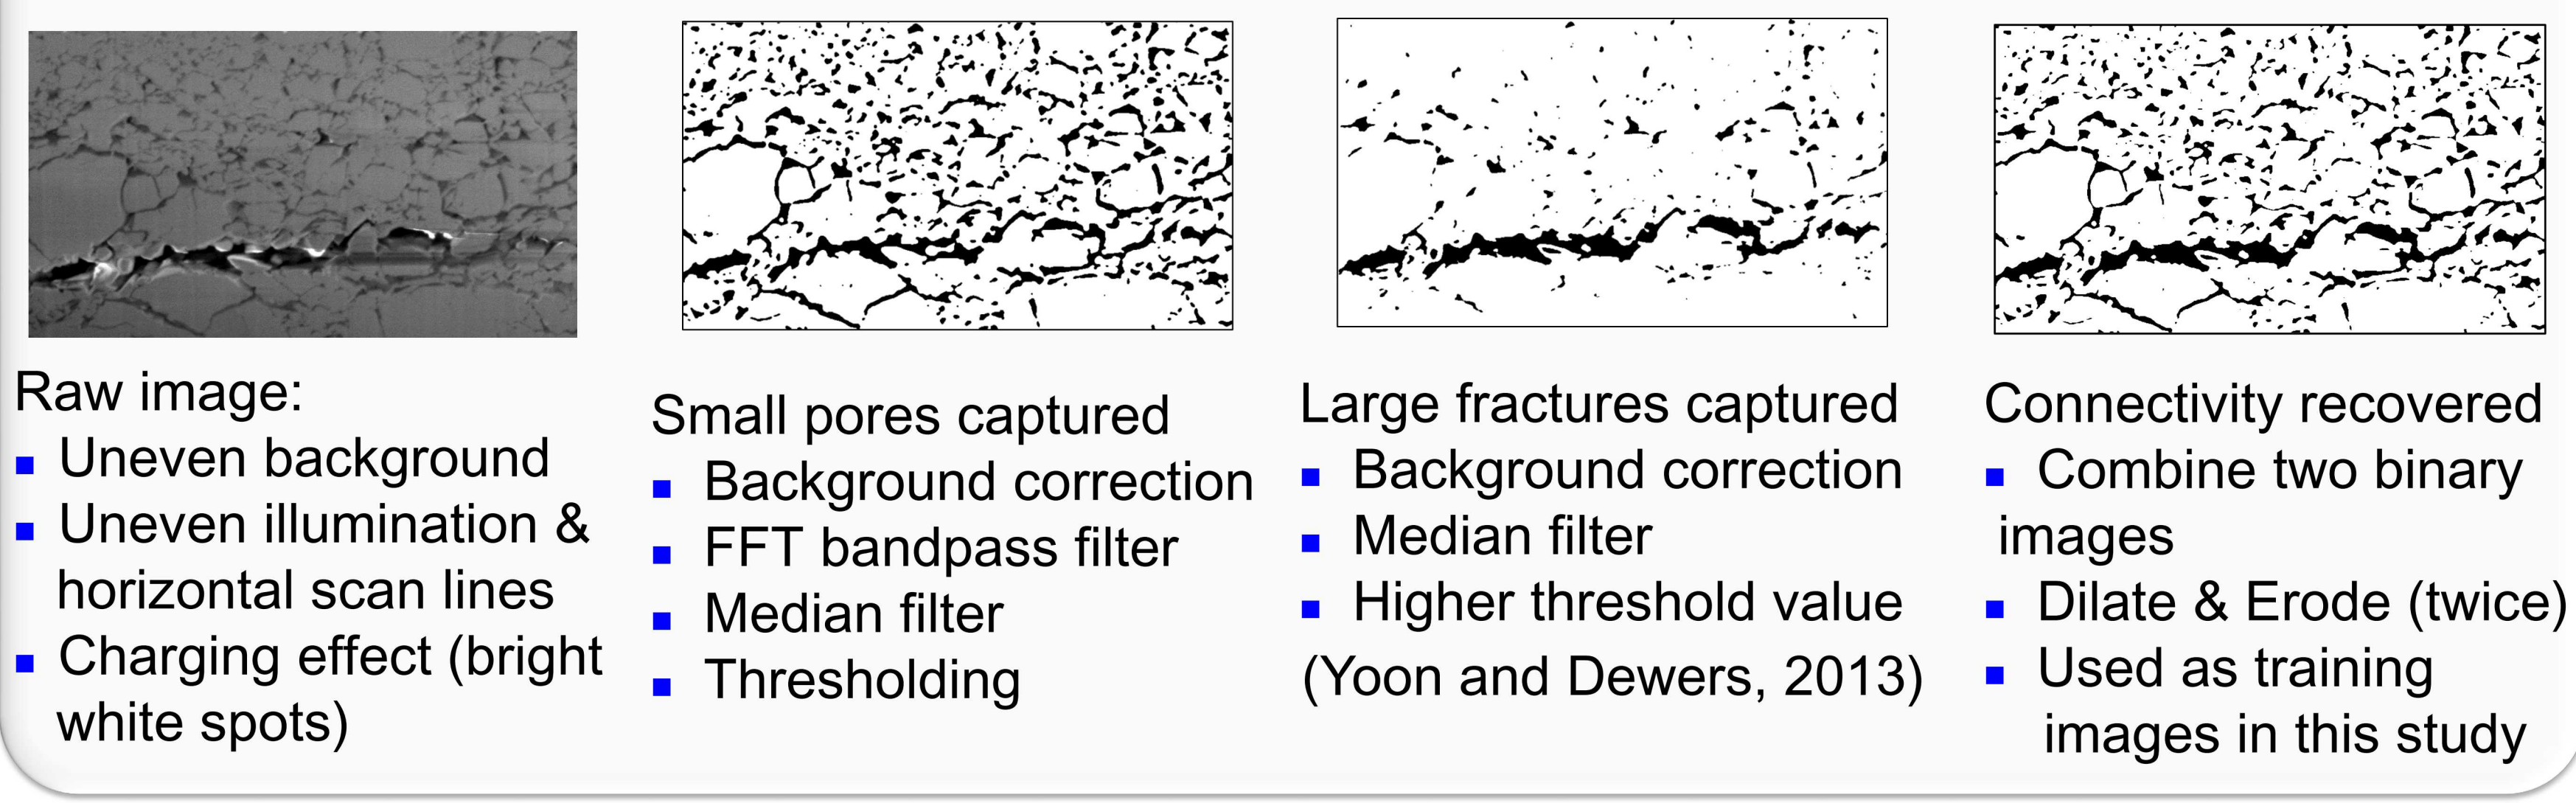 Raw image:
▪ Uneven background
▪ Uneven illumination &
horizontal scan lines
▪ Charging effect (bright
white spots)
Small pores captured
▪ Background correction
▪ FFT bandpass filter
▪ Median filter
▪ Thresholding
Large fractures captured
▪ Background correction
▪ Median filter
▪ Higher threshold value
(Yoon and Dewers, 2013)
Connectivity recovered
▪ Combine two binary
images
▪ Dilate & Erode (twice)
▪ Used as training
images in this study